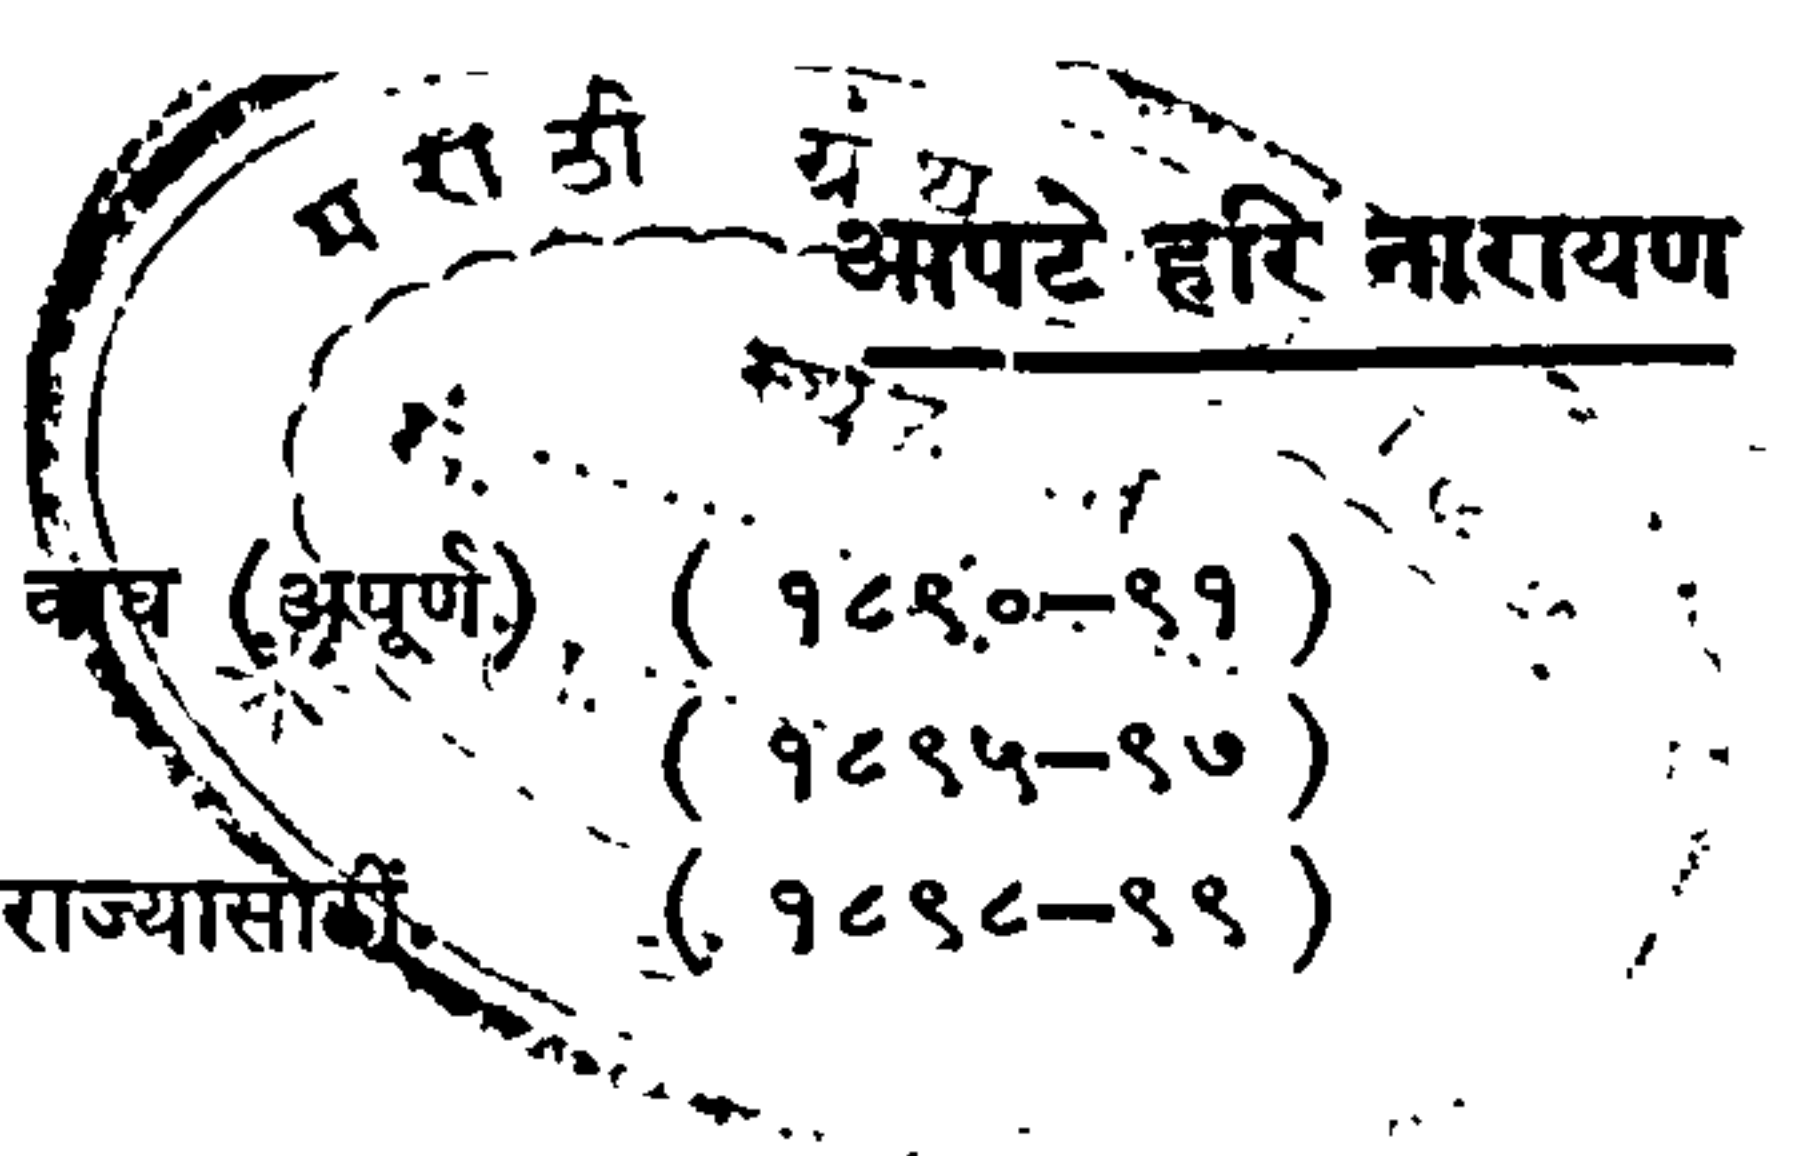 मराठी ग्रंथ
आपटे हरि नारायण
(अपूर्ण) ( १८९०—९१ )
( १८९५—९७ )
राज्यासाठीं. ( १८९८—९९ )